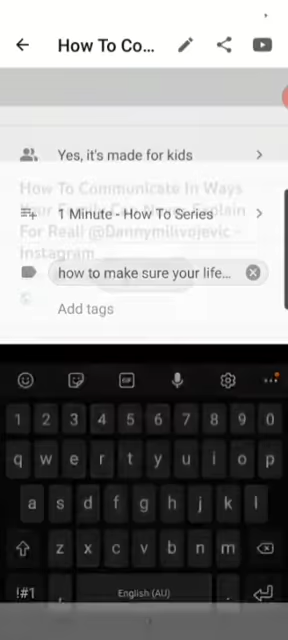 How To Co...
Yes, it's made for kids
How To Communicate In Ways
1 Minute - How To Series
For Real! @Dannymilivojevic -
Instagram
how to make sure your life...
Add tags
GIF
1 2 3 4 5 6 7 8 9 0
q w e r t y u i o p
a s d f g h j k l
z x c v b n m
!#1 , English (AU) .